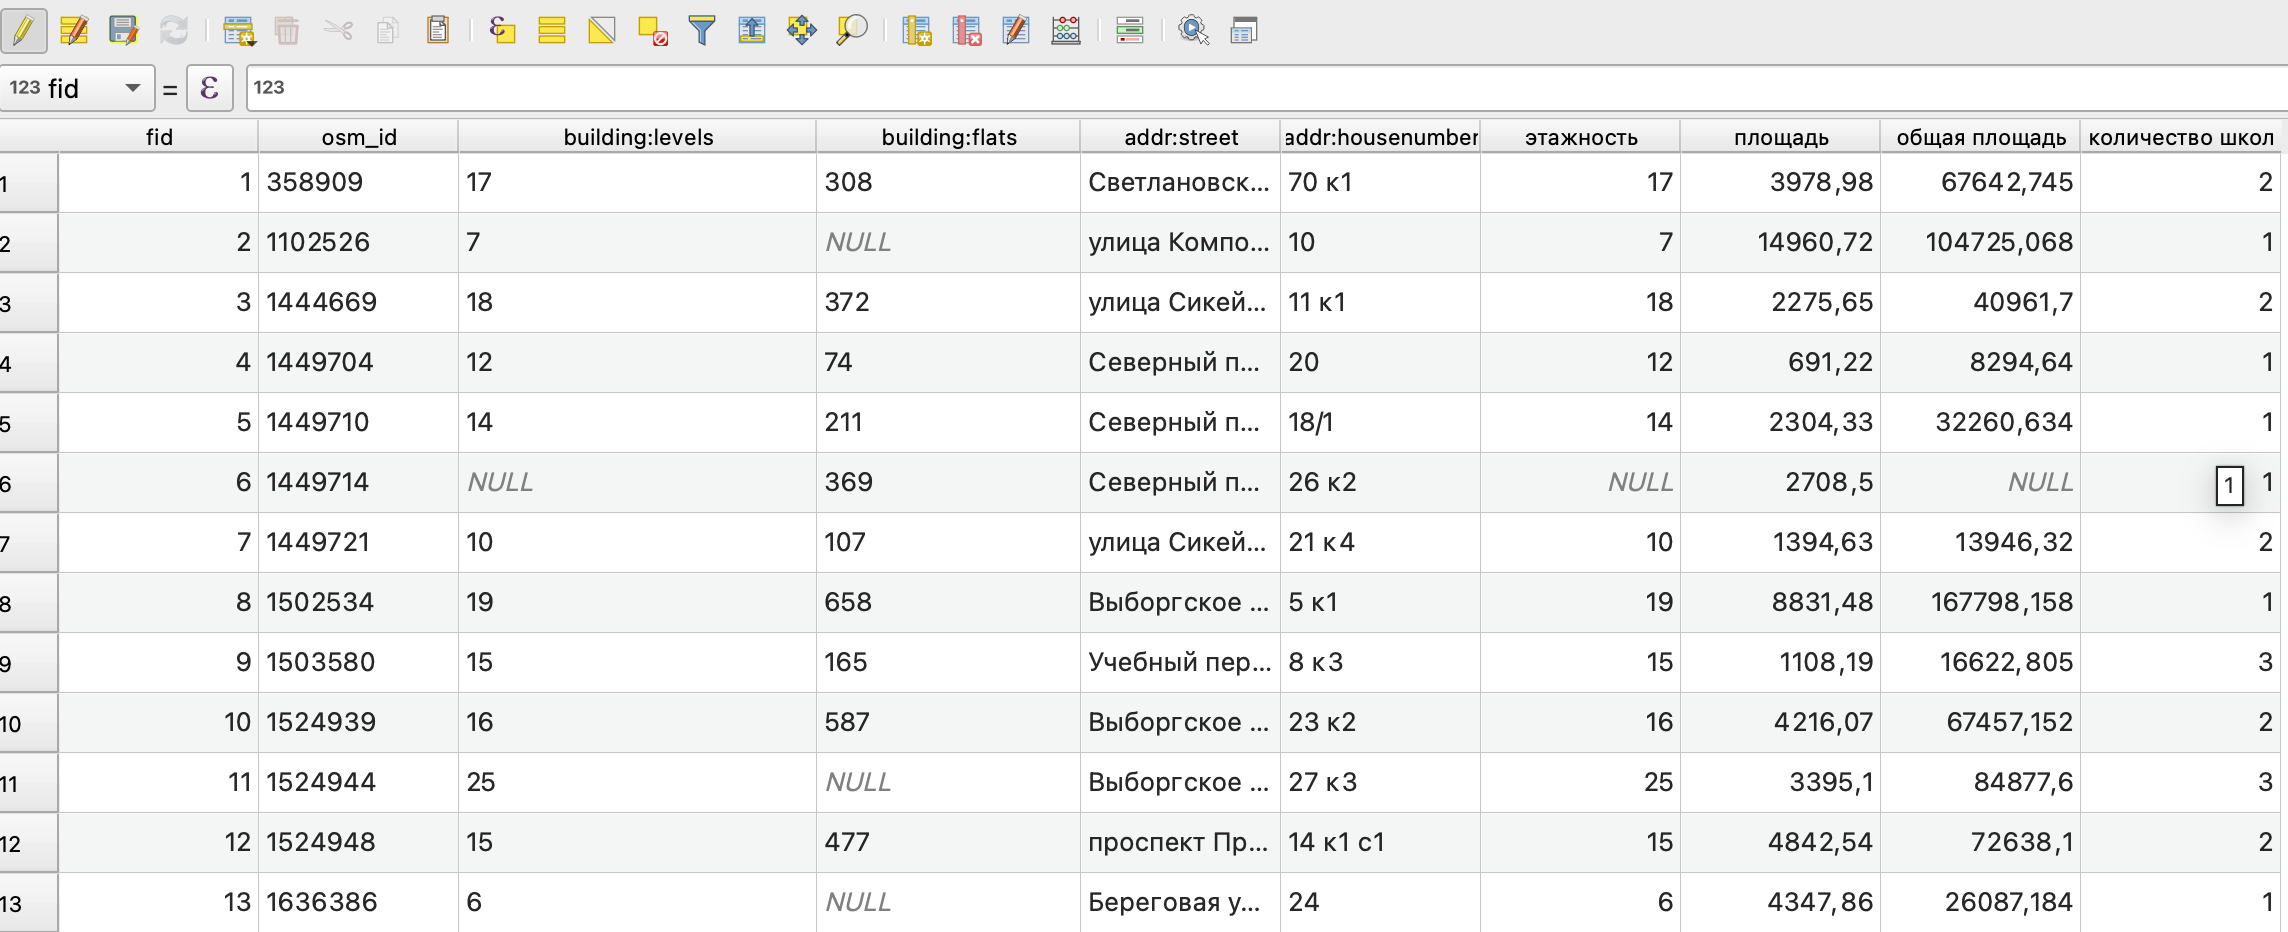 123 fid = ε 123
fid osm_id building:levels building:flats addr:street addr:housenumber этажность площадь общая площадь количество школ
1 1 358909 17 308 Светлановск... 70 к1 17 3978,98 67642,745 2
2 2 1102526 7 NULL улица Компо... 10 7 14960,72 104725,068 1
3 3 1444669 18 372 улица Сикей... 11 к1 18 2275,65 40961,7 2
4 4 1449704 12 74 Северный п... 20 12 691,22 8294,64 1
5 5 1449710 14 211 Северный п... 18/1 14 2304,33 32260,634 1
6 6 1449714 NULL 369 Северный п... 26 к2 NULL 2708,5 NULL 1 1
7 7 1449721 10 107 улица Сикей... 21 к4 10 1394,63 13946,32 2
8 8 1502534 19 658 Выборгское ... 5 к1 19 8831,48 167798,158 1
9 9 1503580 15 165 Учебный пер... 8 к3 15 1108,19 16622,805 3
10 10 1524939 16 587 Выборгское ... 23 к2 16 4216,07 67457,152 2
11 11 1524944 25 NULL Выборгское ... 27 к3 25 3395,1 84877,6 3
12 12 1524948 15 477 проспект Пр... 14 к1 с1 15 4842,54 72638,1 2
13 13 1636386 6 NULL Береговая у... 24 6 4347,86 26087,184 1